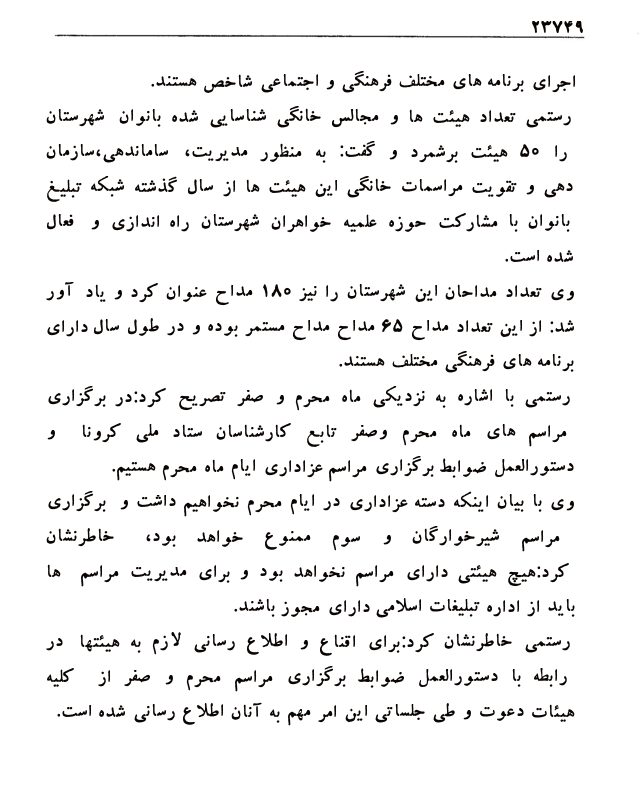 ۲۳۷۴۹
اجرای برنامه های مختلف فرهنگی و اجتماعی شاخص هستند.
رستمی تعداد هیئت ها و مجالس خانگی شناسایی شده بانوان شهرستان
را ۵۰ هیئت برشمرد و گفت: به منظور مدیریت، ساماندهی،سازمان
دهی و تقویت مراسمات خانگی این هیئت ها از سال گذشته شبکه تبلیغ
بانوان با مشارکت حوزه علمیه خواهران شهرستان راه اندازی و فعال
شده است.
وی تعداد مداحان این شهرستان را نیز ۱۸۰ مداح عنوان کرد و یاد آور
شد: از این تعداد مداح ۶۵ مداح مداح مستمر بوده و در طول سال دارای
برنامه های فرهنگی مختلف هستند.
رستمی با اشاره به نزدیکی ماه محرم و صفر تصریح کرد:در برگزاری
مراسم های ماه محرم وصفر تابع کارشناسان ستاد ملی کرونا و
دستورالعمل ضوابط برگزاری مراسم عزاداری ایام ماه محرم هستیم.
وی با بیان اینکه دسته عزاداری در ایام محرم نخواهیم داشت و برگزاری
مراسم شیرخوارگان و سوم ممنوع خواهد بود، خاطرنشان
کرد:هیچ هیئتی دارای مراسم نخواهد بود و برای مدیریت مراسم ها
باید از اداره تبلیغات اسلامی دارای مجوز باشند.
رستمی خاطرنشان کرد:برای اقناع و اطلاع رسانی لازم به هیئتها در
رابطه با دستورالعمل ضوابط برگزاری مراسم محرم و صفر از کلیه
هیئات دعوت و طی جلساتی این امر مهم به آنان اطلاع رسانی شده است.